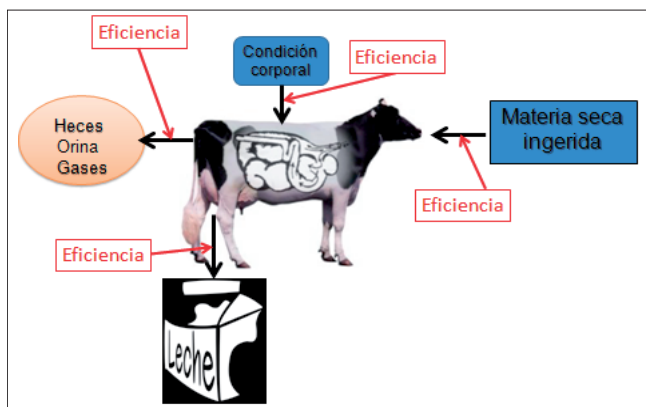 Eficiencia
Condición
corporal
Eficiencia
Heces
Orina
Gases
Materia seca
ingerida
Eficiencia
Eficiencia
Leche